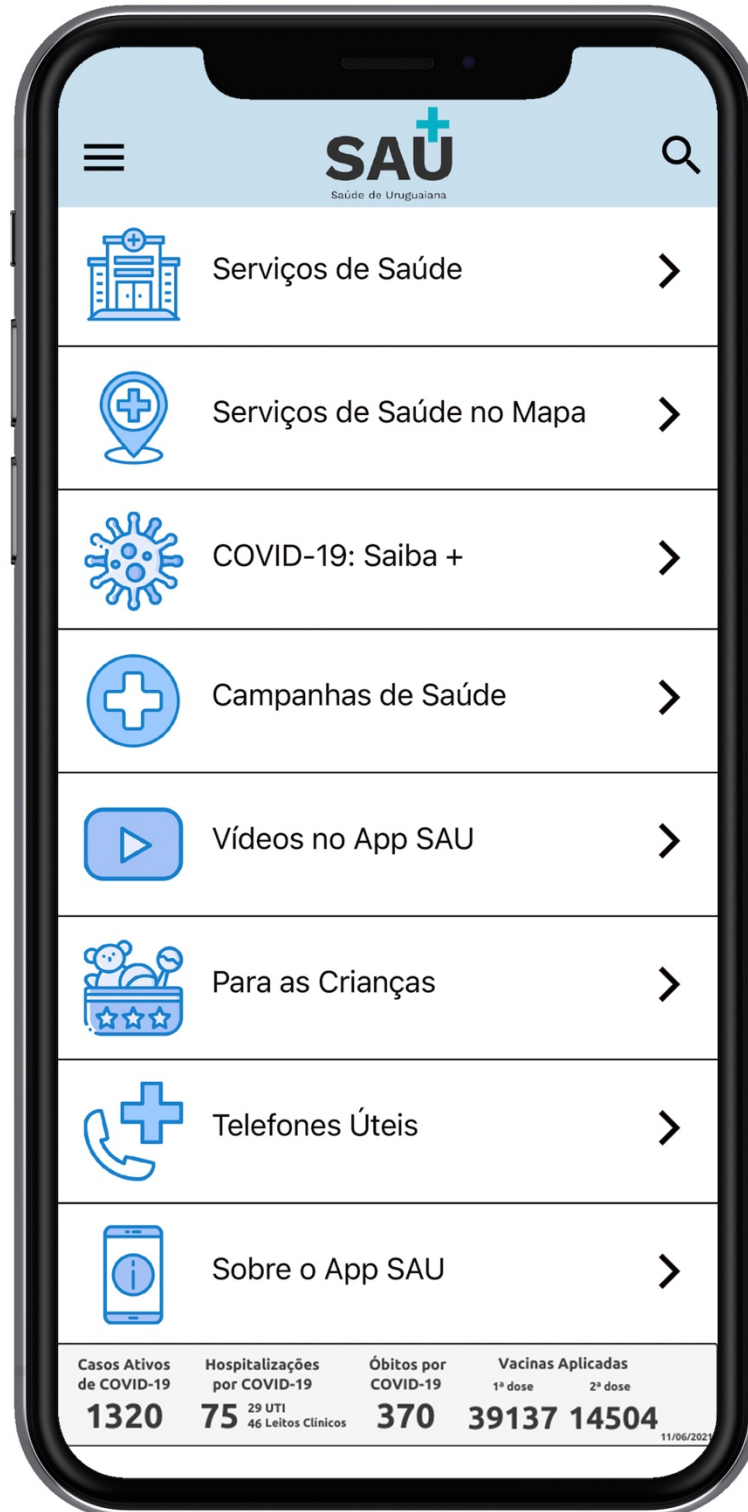 SAU
Saúde de Uruguaiana
Serviços de Saúde
Serviços de Saúde no Mapa
COVID-19: Saiba +
Campanhas de Saúde
Vídeos no App SAU
Para as Crianças
Telefones Úteis
Sobre o App SAU
Casos Ativos
de COVID-19
1320
Hospitalizações
por COVID-19
75
29 UTI
46 Leitos Clínicos
Óbitos por
COVID-19
370
Vacinas Aplicadas
1ª dose 2ª dose
39137 14504
11/06/2021